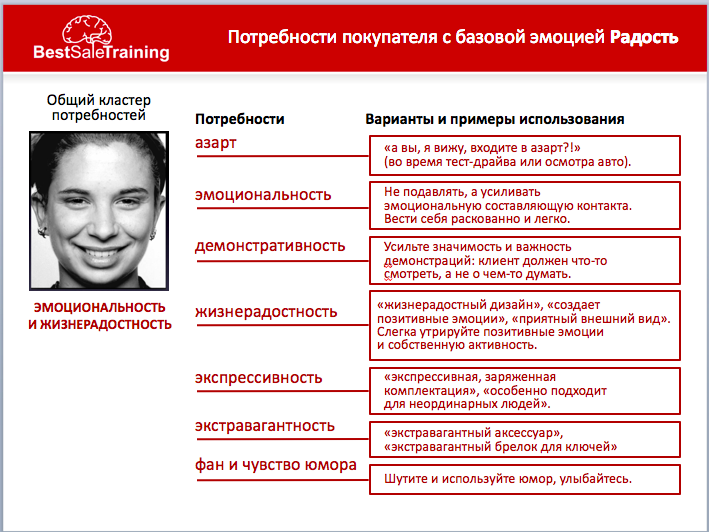 BestSaleTraining
Потребности покупателя с базовой эмоцией Радость
Общий кластер
потребностей
ЭМОЦИОНАЛЬНОСТЬ
И ЖИЗНЕРАДОСТНОСТЬ
Потребности
Варианты и примеры использования
азарт
«а вы, я вижу, входите в азарт?!»
(во время тест-драйва или осмотра авто).
эмоциональность
Не подавлять, а усиливать
эмоциональную составляющую контакта.
Вести себя раскованно и легко.
демонстративность
Усильте значимость и важность
демонстраций: клиент должен что-то
смотреть, а не о чем-то думать.
жизнерадостность
«жизнерадостный дизайн», «создает
позитивные эмоции», «приятный внешний вид».
Слегка утрируйте позитивные эмоции
и собственную активность.
экспрессивность
«экспрессивная, заряженная
комплектация», «особенно подходит
для неординарных людей».
экстравагантность
«экстравагантный аксессуар»,
«экстравагантный брелок для ключей»
фан и чувство юмора
Шутите и используйте юмор, улыбайтесь.